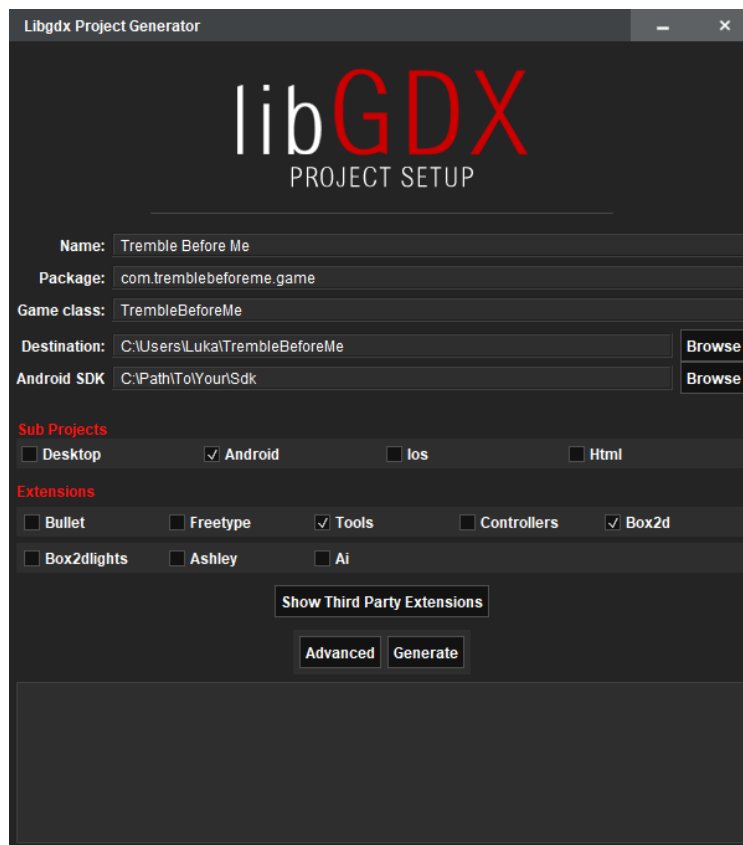 Libgdx Project Generator
libGDX
PROJECT SETUP
Name: Tremble Before Me
Package: com.tremblebeforeme.game
Game class: TrembleBeforeMe
Destination: C:\Users\Luka\TrembleBeforeMe Browse
Android SDK C:\Path\To\Your\Sdk Browse
Sub Projects
Desktop Android Ios Html
Extensions
Bullet Freetype Tools Controllers Box2d
Box2dlights Ashley Ai
Show Third Party Extensions
Advanced Generate